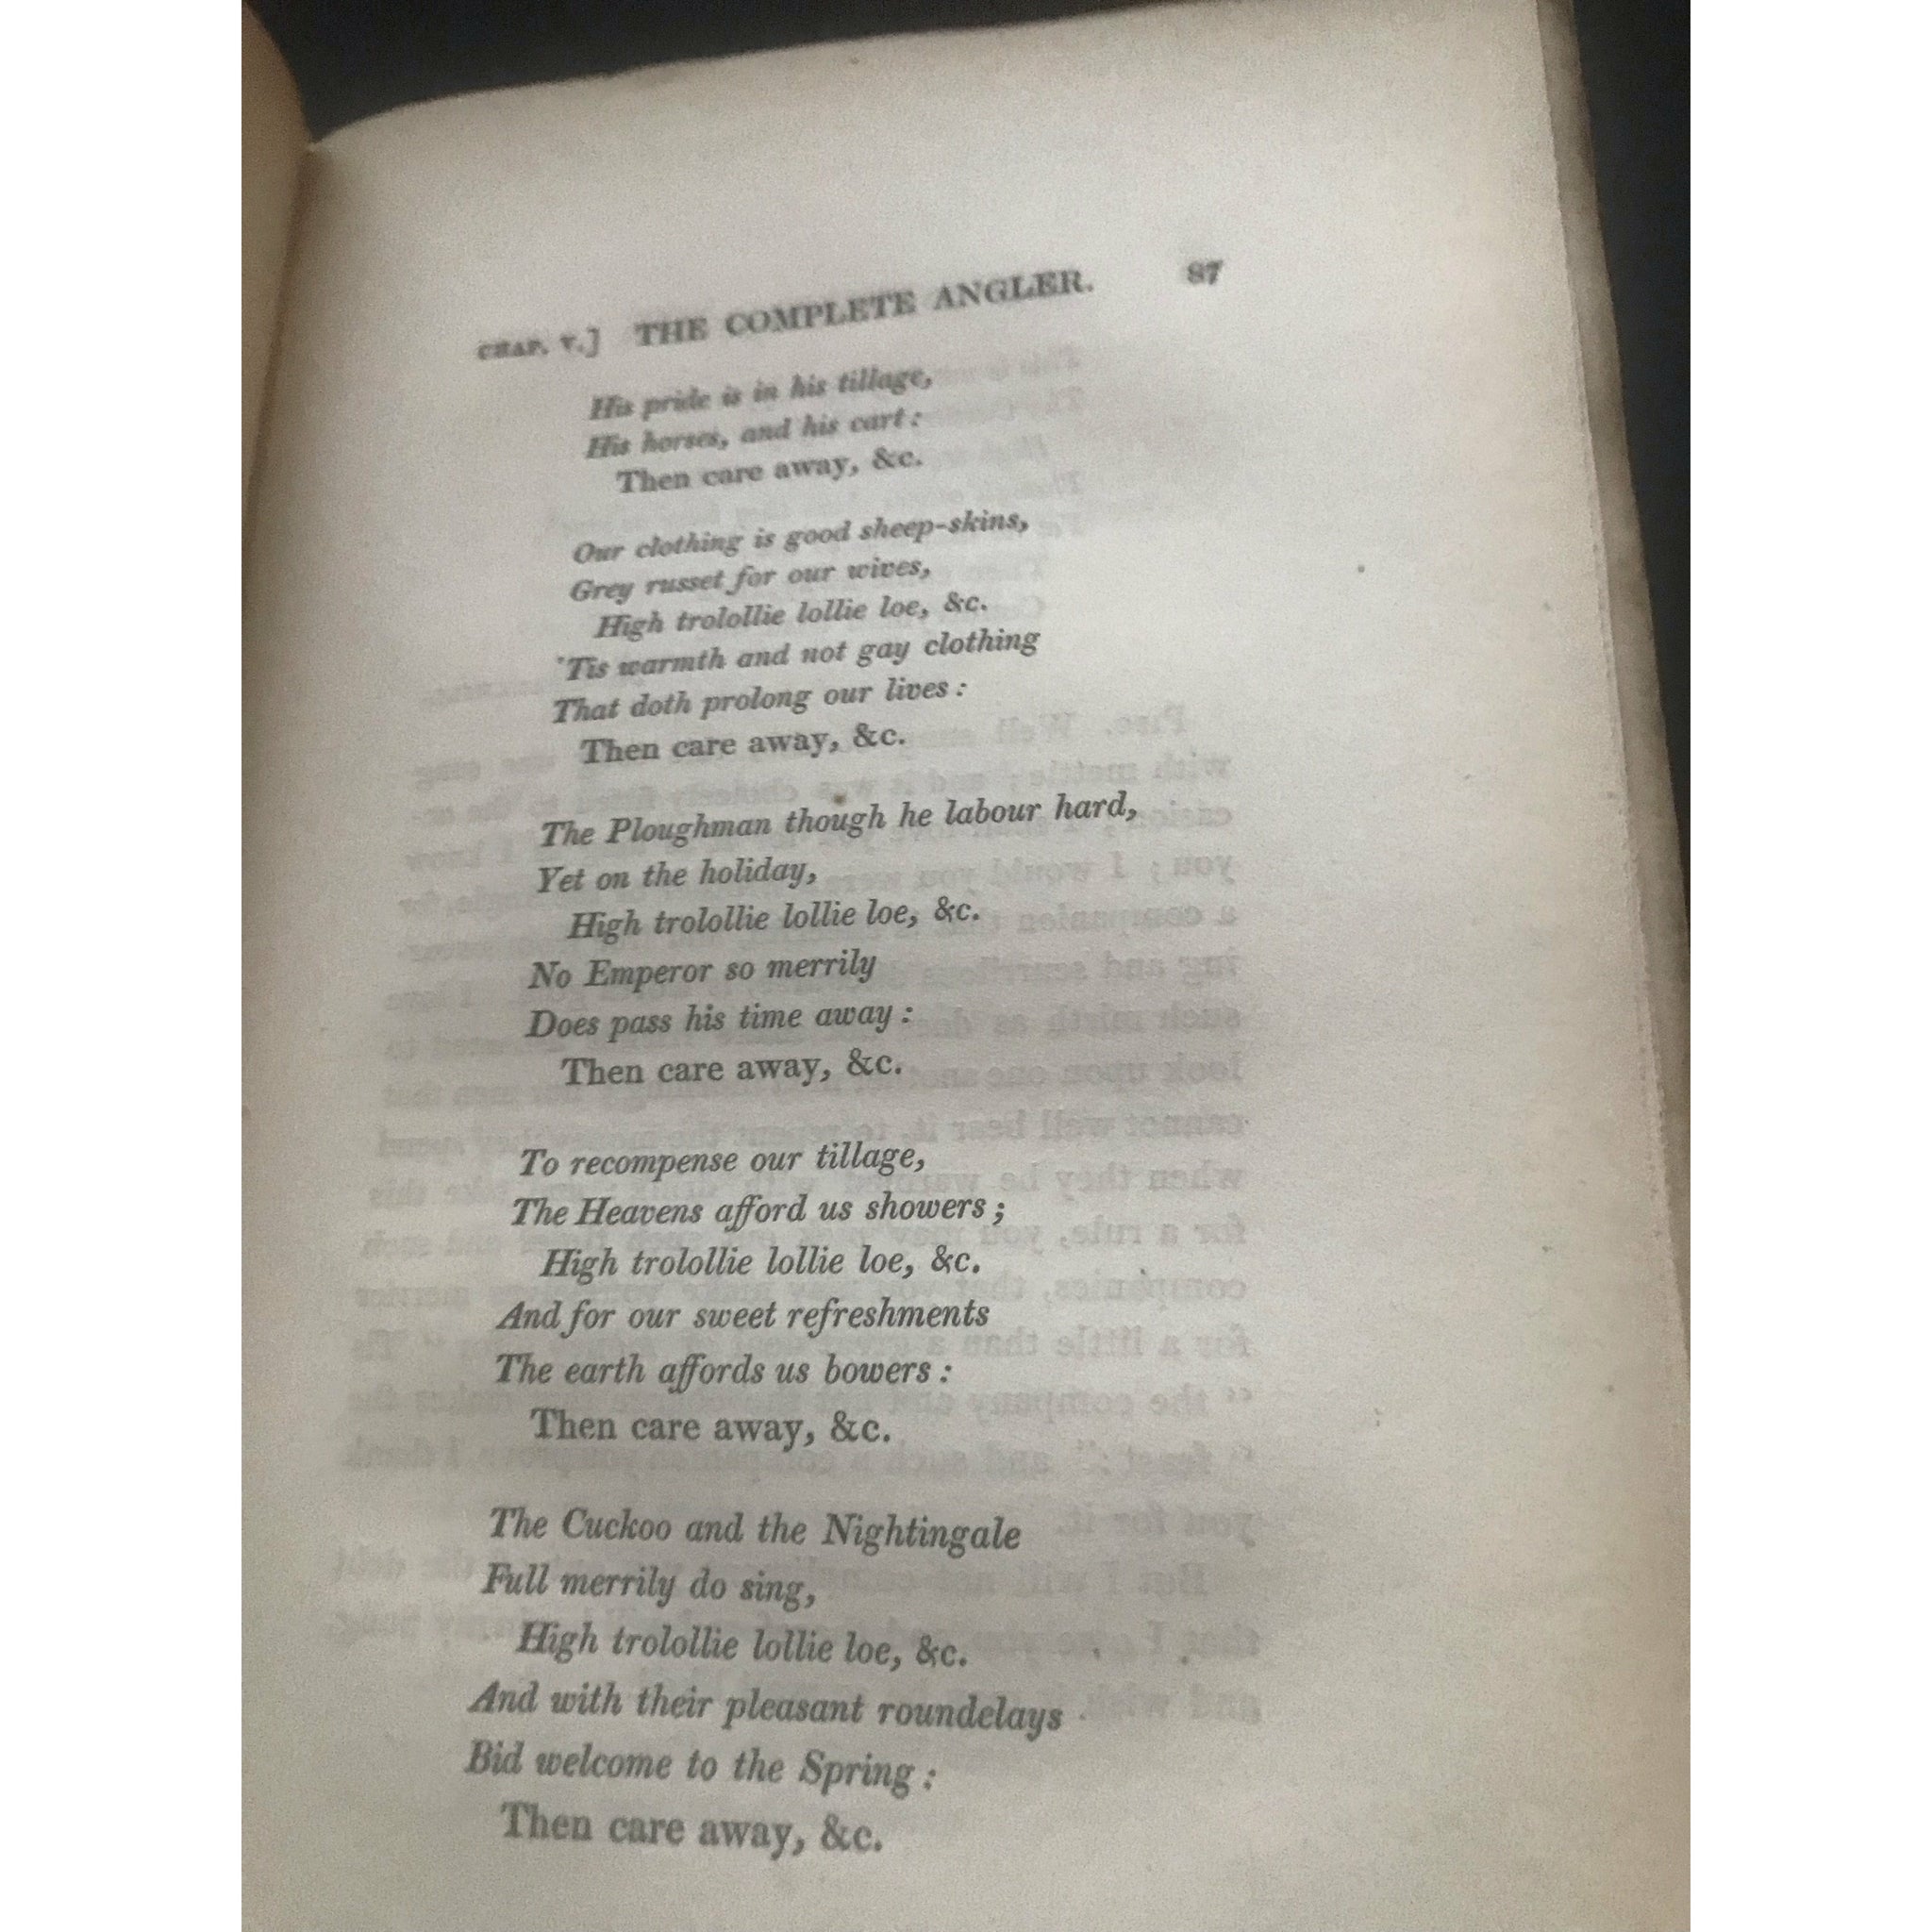 CHAP. V.] THE COMPLETE ANGLER. 87
His pride is in his tillage,
His horses, and his cart:
Then care away, &c.
Our clothing is good sheep-skins,
Grey russet for our wives,
High trolollie lollie loe, &c.
'Tis warmth and not gay clothing
That doth prolong our lives:
Then care away, &c.
The Ploughman though he labour hard,
Yet on the holiday,
High trolollie lollie loe, &c.
No Emperor so merrily
Does pass his time away:
Then care away, &c.
To recompense our tillage,
The Heavens afford us showers;
High trolollie lollie loe, &c.
And for our sweet refreshments
The earth affords us bowers:
Then care away, &c.
The Cuckoo and the Nightingale
Full merrily do sing,
High trolollie lollie loe, &c.
And with their pleasant roundelays
Bid welcome to the Spring:
Then care away, &c.